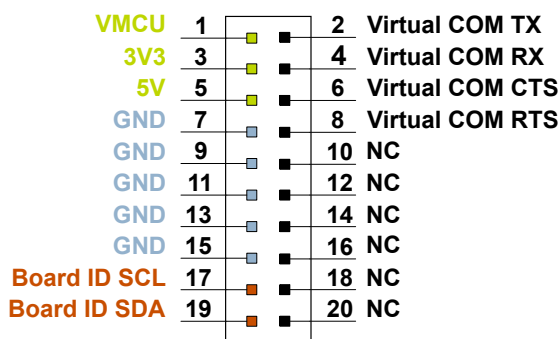 VMCU 1 2 Virtual COM TX
3V3 3 4 Virtual COM RX
5V 5 6 Virtual COM CTS
GND 7 8 Virtual COM RTS
GND 9 10 NC
GND 11 12 NC
GND 13 14 NC
GND 15 16 NC
Board ID SCL 17 18 NC
Board ID SDA 19 20 NC